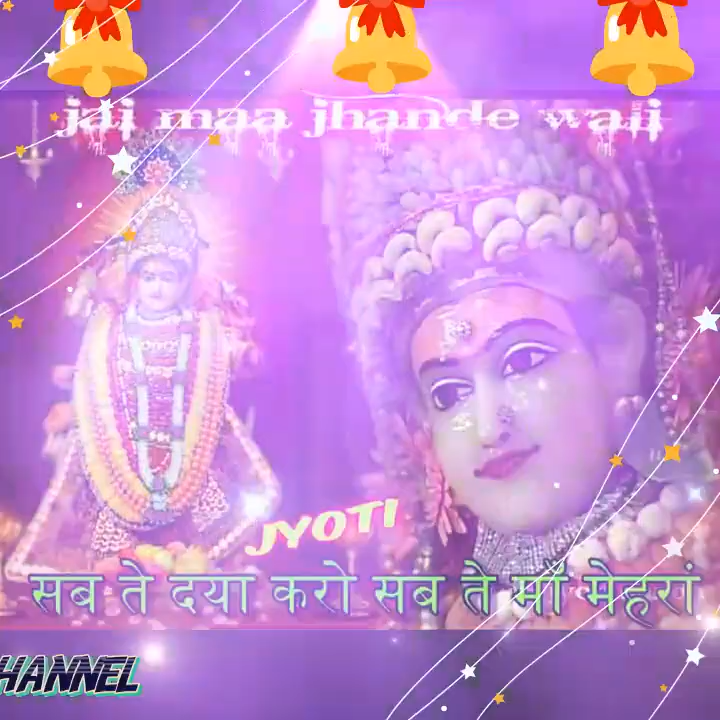 jai maa jhande wali
JYOTI
सब ते दया करो सब ते माँ मेहरां
HANNEL